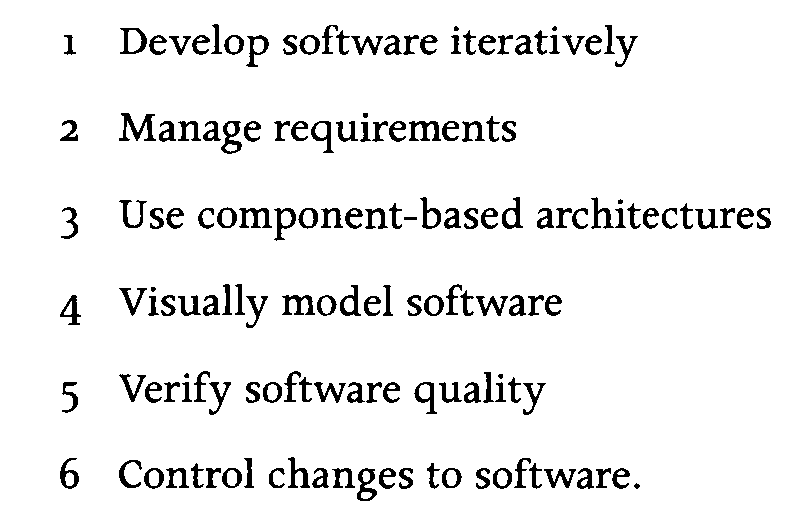 1 Develop software iteratively
2 Manage requirements
3 Use component-based architectures
4 Visually model software
5 Verify software quality
6 Control changes to software.